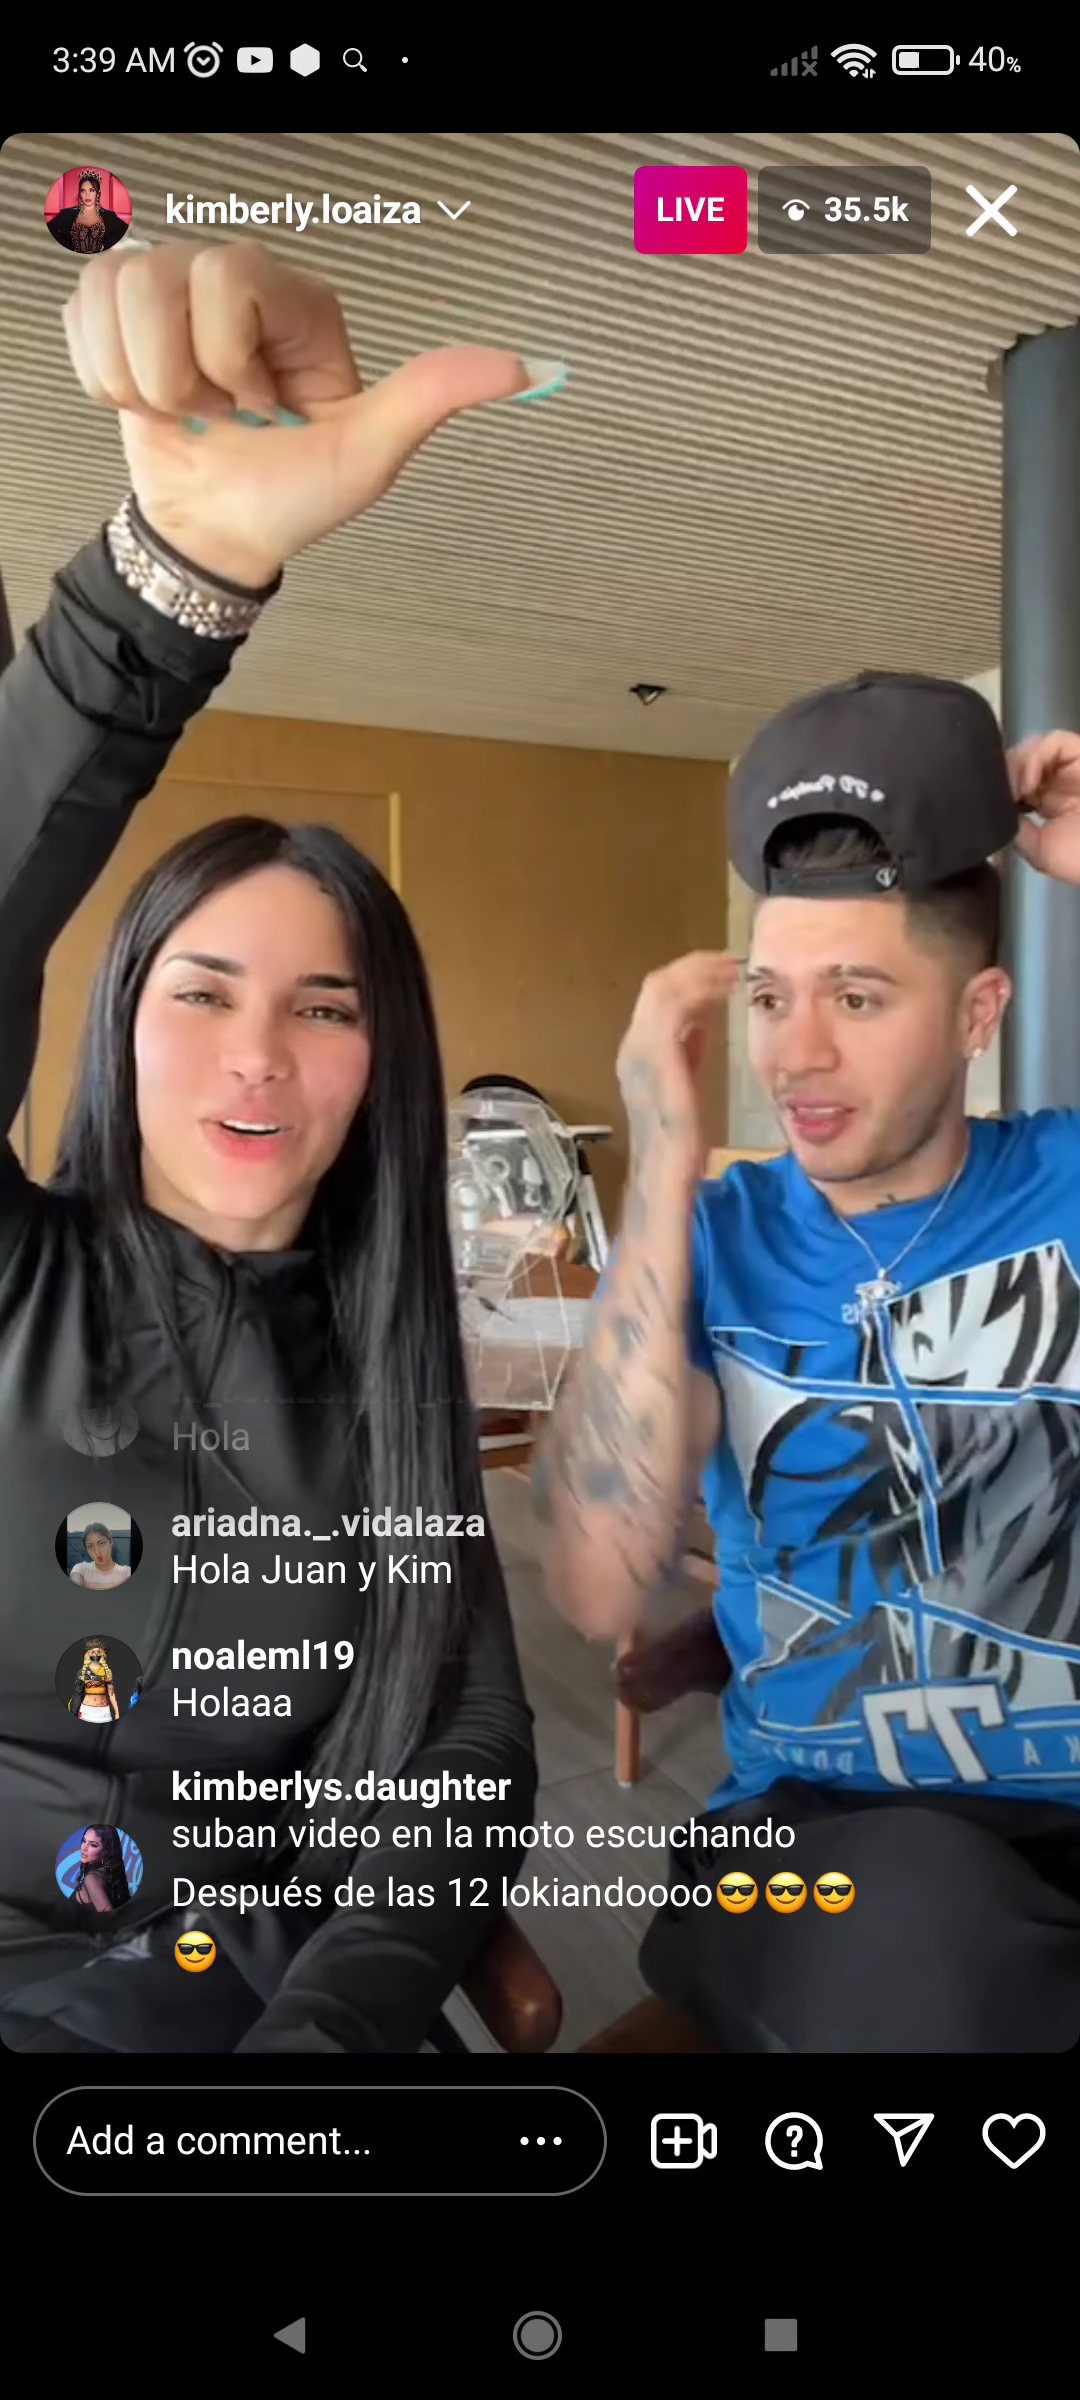 3:39 AM
40%
kimberly.loaiza
LIVE
35.5k
Hola
ariadna._.vidalaza
Hola Juan y Kim
noaleml19
Holaaa
kimberlys.daughter
suban video en la moto escuchando
Después de las 12 lokiandoooo😎😎😎
😎
Add a comment...